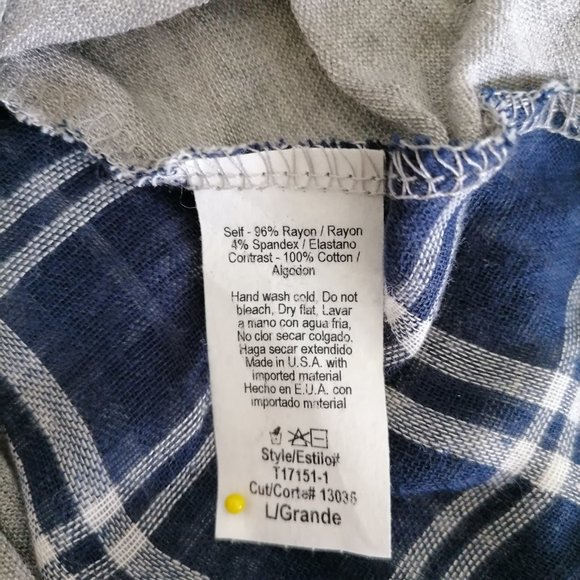 Self - 96% Rayon / Rayon
4% Spandex / Elastano
Contrast - 100% Cotton /
Algodon
Hand wash cold, Do not
bleach, Dry flat, Lavar
a mano con agua fria,
No clor secar colgado.
Haga secar extendido
Made in U.S.A. with
imported material
Hecho en E.U.A. con
importado material
Style/Estilo#
T17151-1
Cut/Corte# 13036
L/Grande